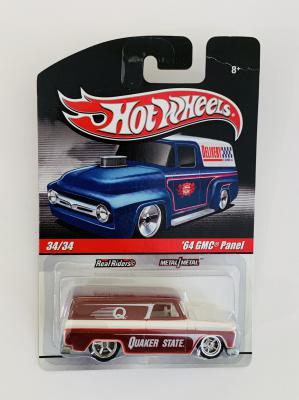 8+
HOT WHEELS
DELIVERY
34/34
'64 GMC® Panel
Real Riders®
METAL/METAL
Q
QUAKER STATE